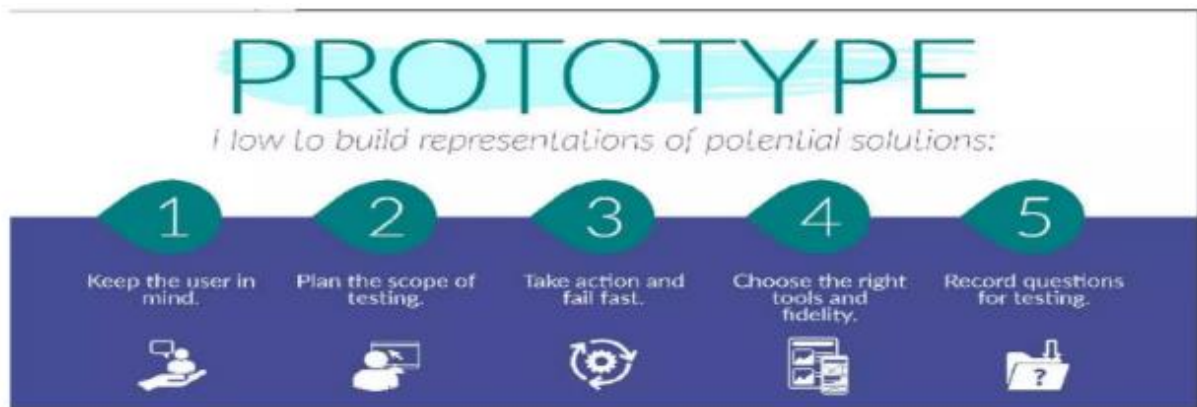 PROTOTYPE
How to build representations of potential solutions:
1
2
3
4
5
Keep the user in
mind.
Plan the scope of
testing.
Take action and
fail fast.
Choose the right
tools and
fidelity.
Record questions
for testing.
?